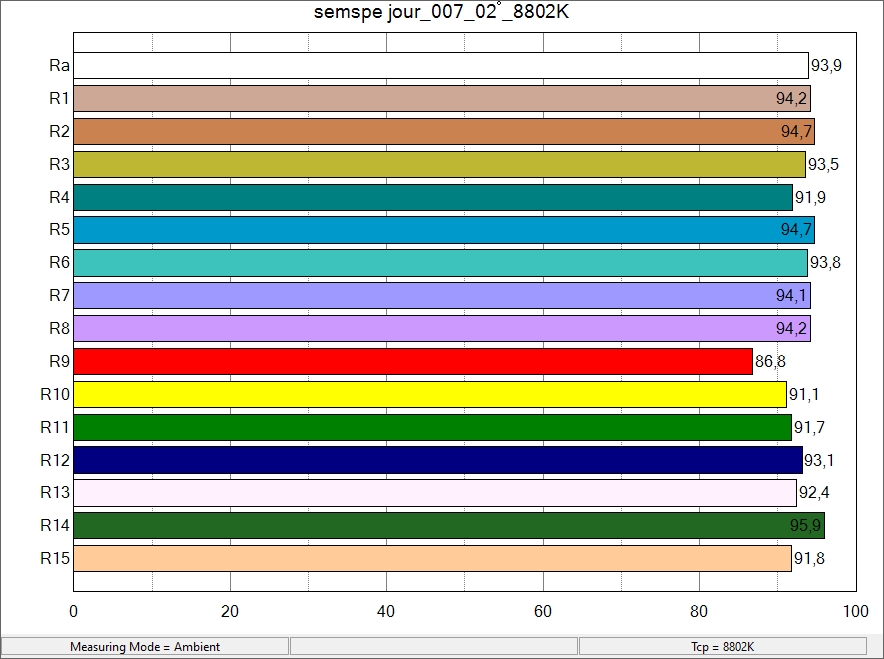 semspe jour_007_02°_8802K
Ra 93,9
R1 94,2
R2 94,7
R3 93,5
R4 91,9
R5 94,7
R6 93,8
R7 94,1
R8 94,2
R9 86,8
R10 91,1
R11 91,7
R12 93,1
R13 92,4
R14 95,9
R15 91,8
0 20 40 60 80 100
Measuring Mode = Ambient Tcp = 8802K